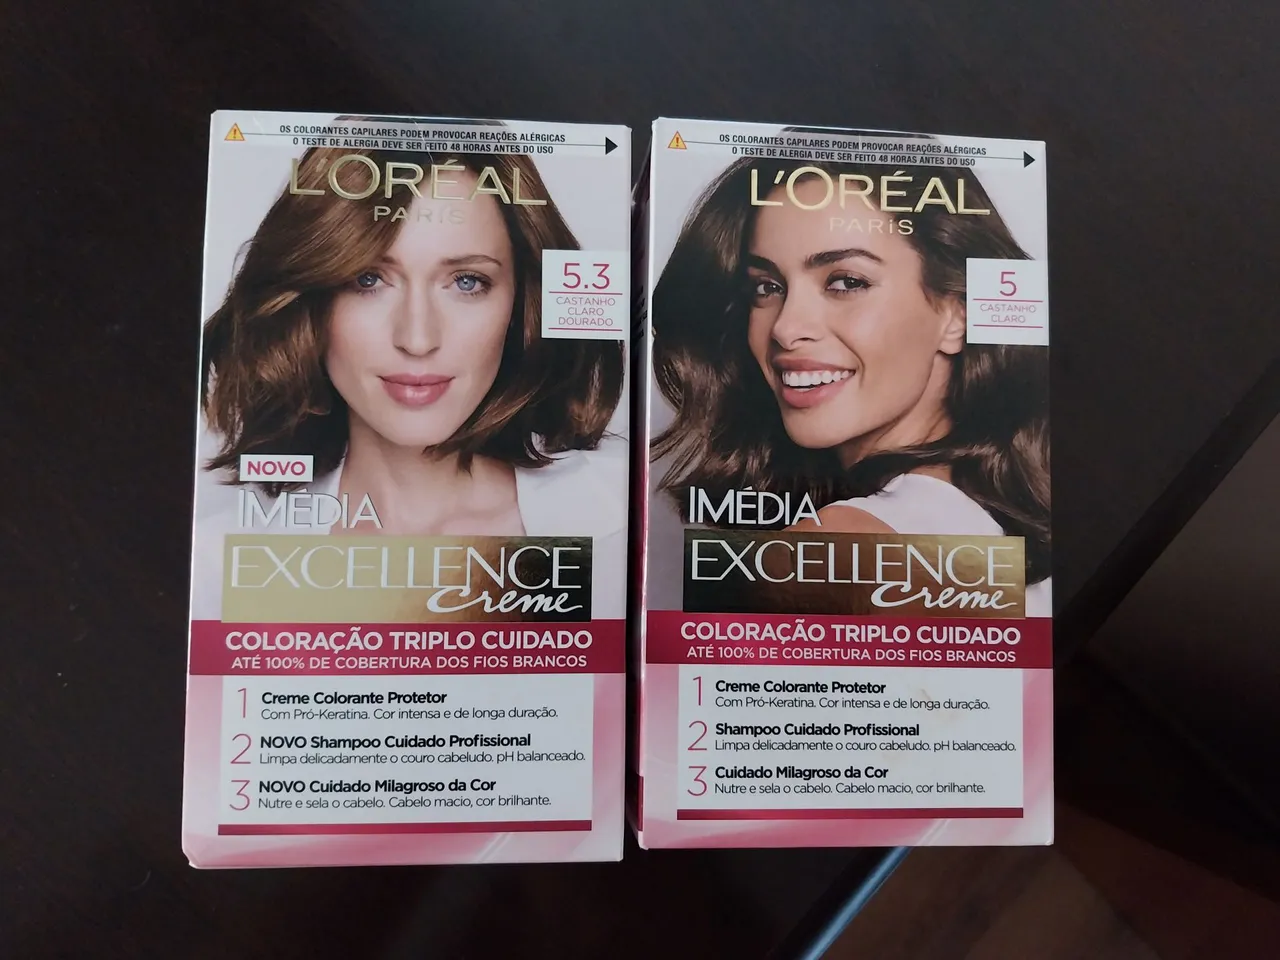 OS COLORANTES CAPILARES PODEM PROVOCAR REAÇÕES ALÉRGICAS
O TESTE DE ALERGIA DEVE SER FEITO 48 HORAS ANTES DO USO
L'ORÉAL
PARiS
5.3
CASTANHO
CLARO
DOURADO
NOVO
IMÉDIA
EXCELLENCE
Creme
COLORAÇÃO TRIPLO CUIDADO
ATÉ 100% DE COBERTURA DOS FIOS BRANCOS
1 Creme Colorante Protetor
Com Pró-Keratina. Cor intensa e de longa duração.
2 NOVO Shampoo Cuidado Profissional
Limpa delicadamente o couro cabeludo. pH balanceado.
3 NOVO Cuidado Milagroso da Cor
Nutre e sela o cabelo. Cabelo macio, cor brilhante.
OS COLORANTES CAPILARES PODEM PROVOCAR REAÇÕES ALÉRGICAS
O TESTE DE ALERGIA DEVE SER FEITO 48 HORAS ANTES DO USO
L'ORÉAL
PARiS
5
CASTANHO
CLARO
IMÉDIA
EXCELLENCE
Creme
COLORAÇÃO TRIPLO CUIDADO
ATÉ 100% DE COBERTURA DOS FIOS BRANCOS
1 Creme Colorante Protetor
Com Pró-Keratina. Cor intensa e de longa duração.
2 Shampoo Cuidado Profissional
Limpa delicadamente o couro cabeludo. pH balanceado.
3 Cuidado Milagroso da Cor
Nutre e sela o cabelo. Cabelo macio, cor brilhante.